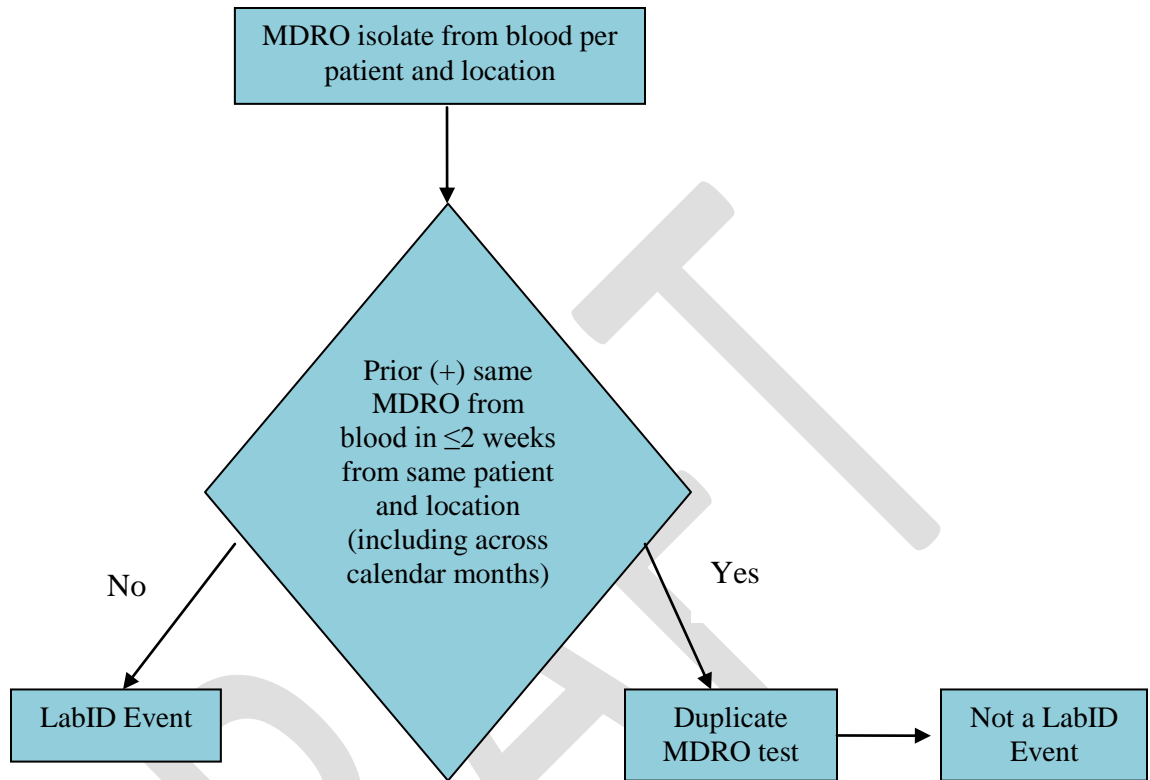 MDRO isolate from blood per
patient and location
Prior (+) same
MDRO from
blood in ≤2 weeks
from same patient
and location
(including across
calendar months)
No
Yes
LabID Event
Duplicate
MDRO test
Not a LabID
Event